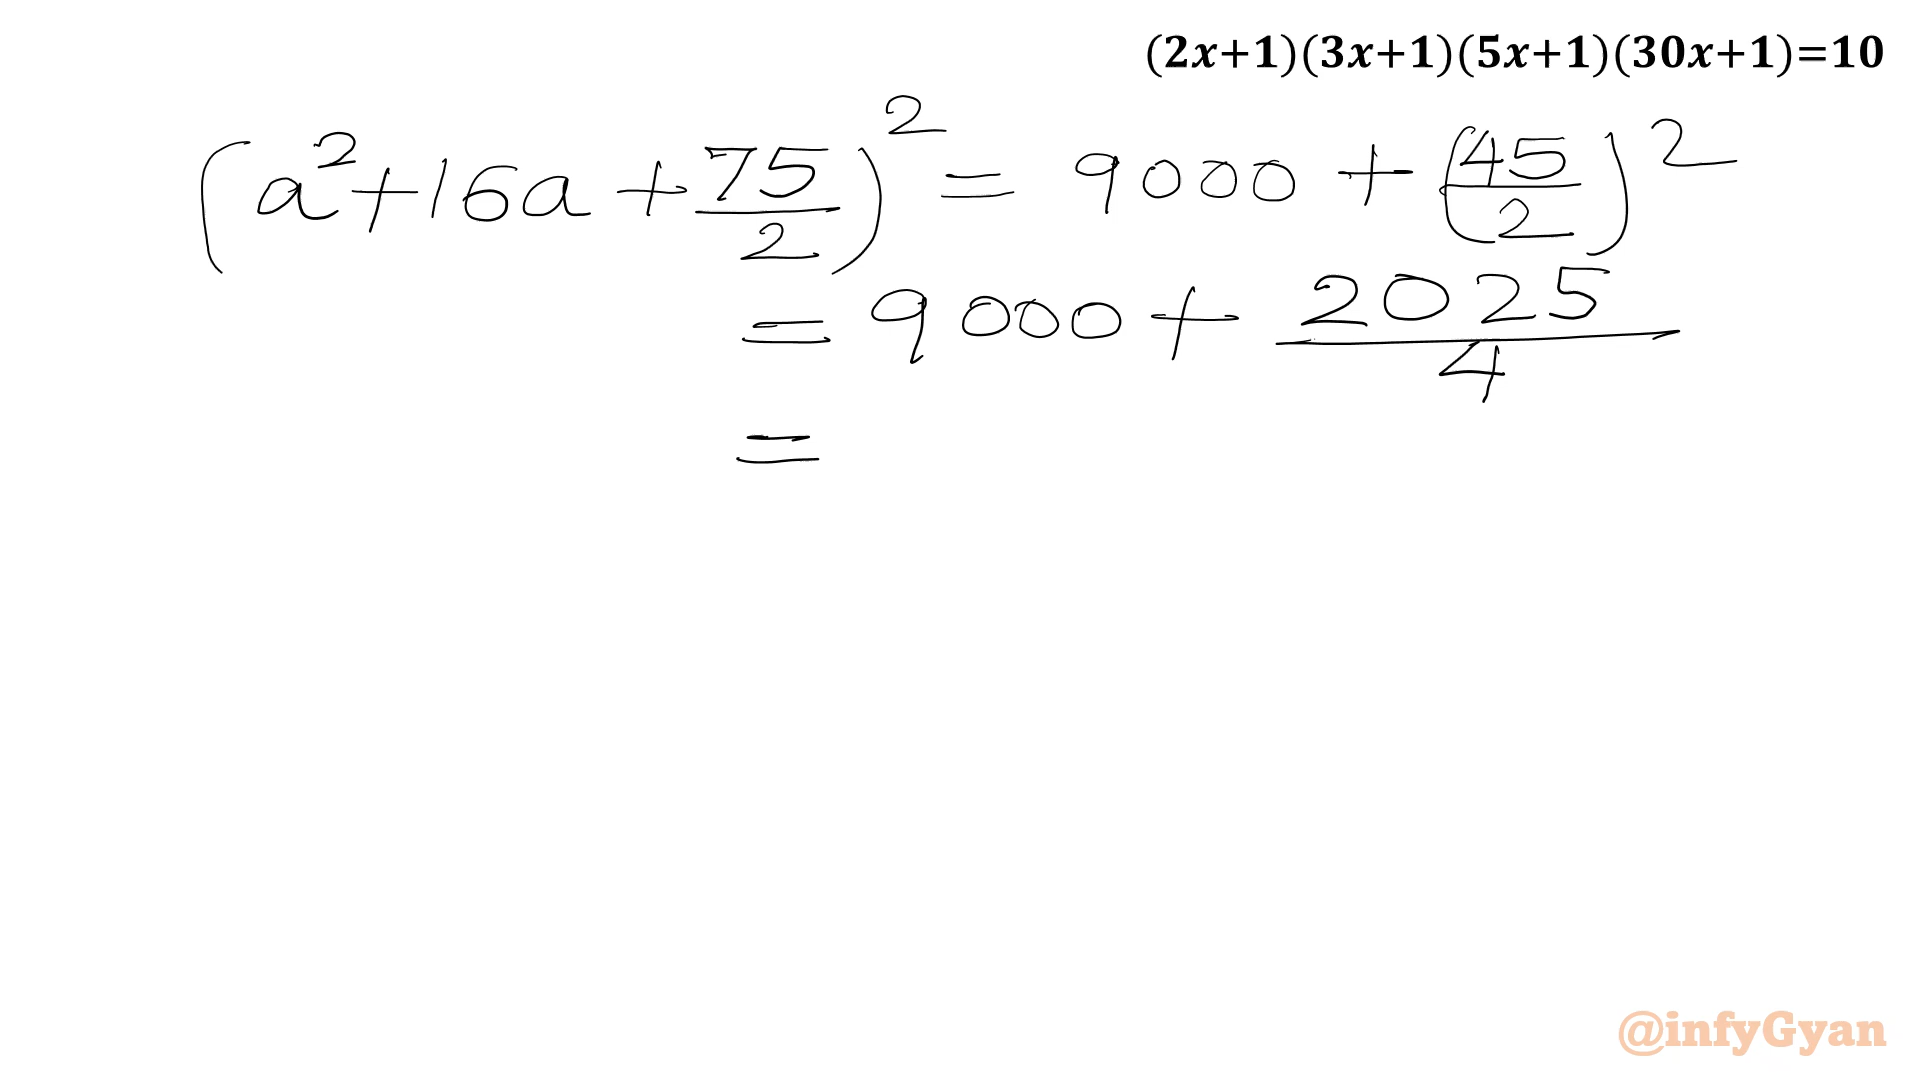 (2x+1)(3x+1)(5x+1)(30x+1)=10
(a²+16a+75/2)² = 9000 + (45/2)²
= 9000 + 2025/4
=
@infyGyan